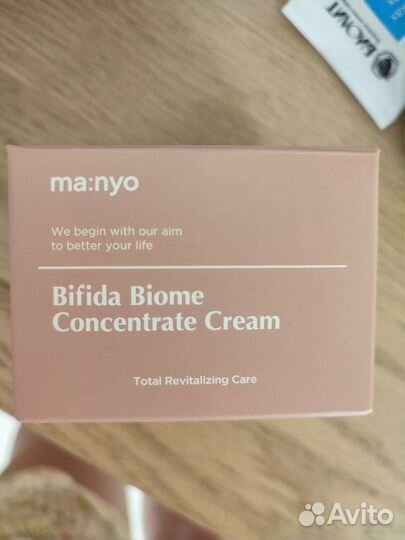 ma:nyo
We begin with our aim
to better your life
Bifida Biome
Concentrate Cream
Total Revitalizing Care
Avito